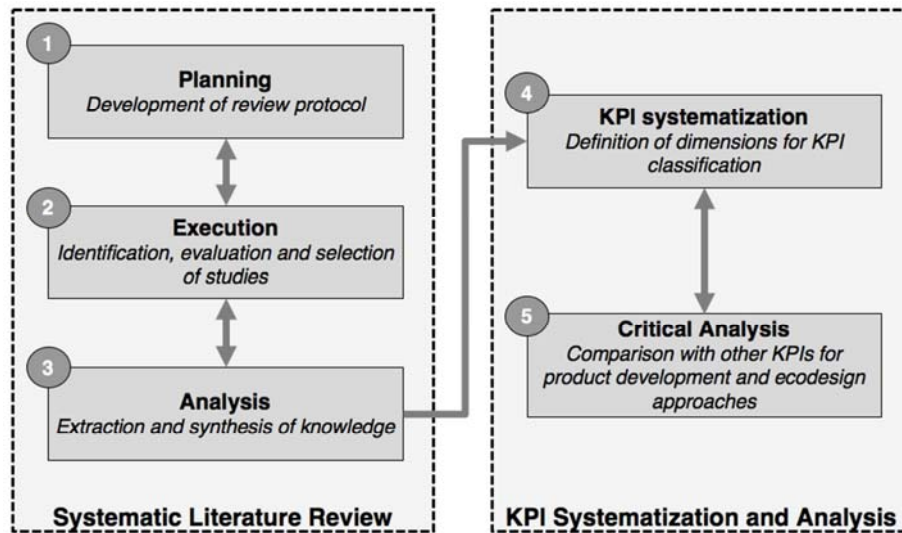 1
Planning
Development of review protocol
2
Execution
Identification, evaluation and selection
of studies
3
Analysis
Extraction and synthesis of knowledge
Systematic Literature Review
4
KPI systematization
Definition of dimensions for KPI
classification
5
Critical Analysis
Comparison with other KPIs for
product development and ecodesign
approaches
KPI Systematization and Analysis